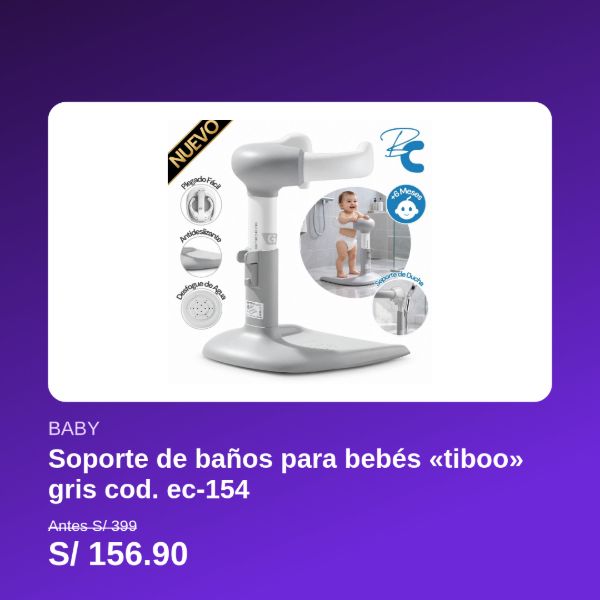 NUEVO
BC
Plegado Fácil
+6 Meses
Antideslizante
Desfogue de Agua
Soporte de Ducha
BABY
Soporte de baños para bebés «tiboo»
gris cod. ec-154
Antes S/ 399
S/ 156.90